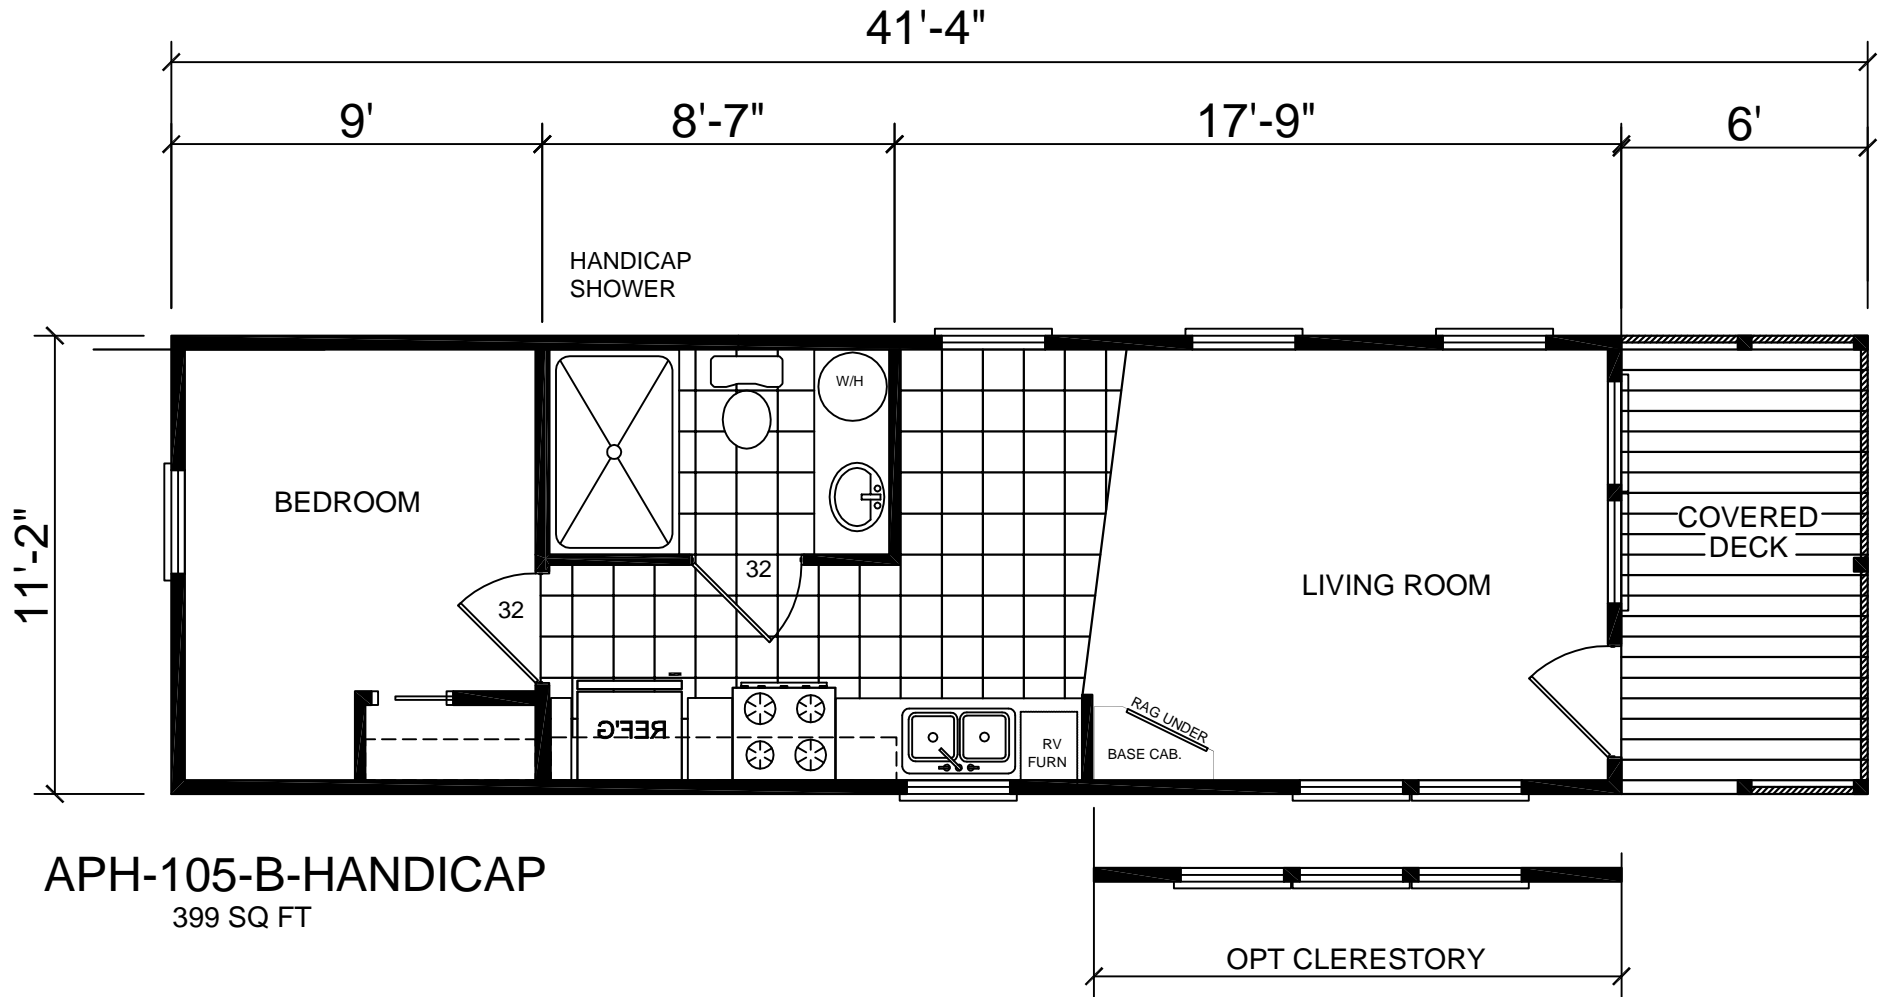 41'-4"
9'
8'-7"
17'-9"
6'
HANDICAP
SHOWER
W/H
BEDROOM
11'-2"
COVERED
DECK
32
32
LIVING ROOM
REF'G
RAG UNDER
RV
FURN
BASE CAB.
APH-105-B-HANDICAP
399 SQ FT
OPT CLERESTORY